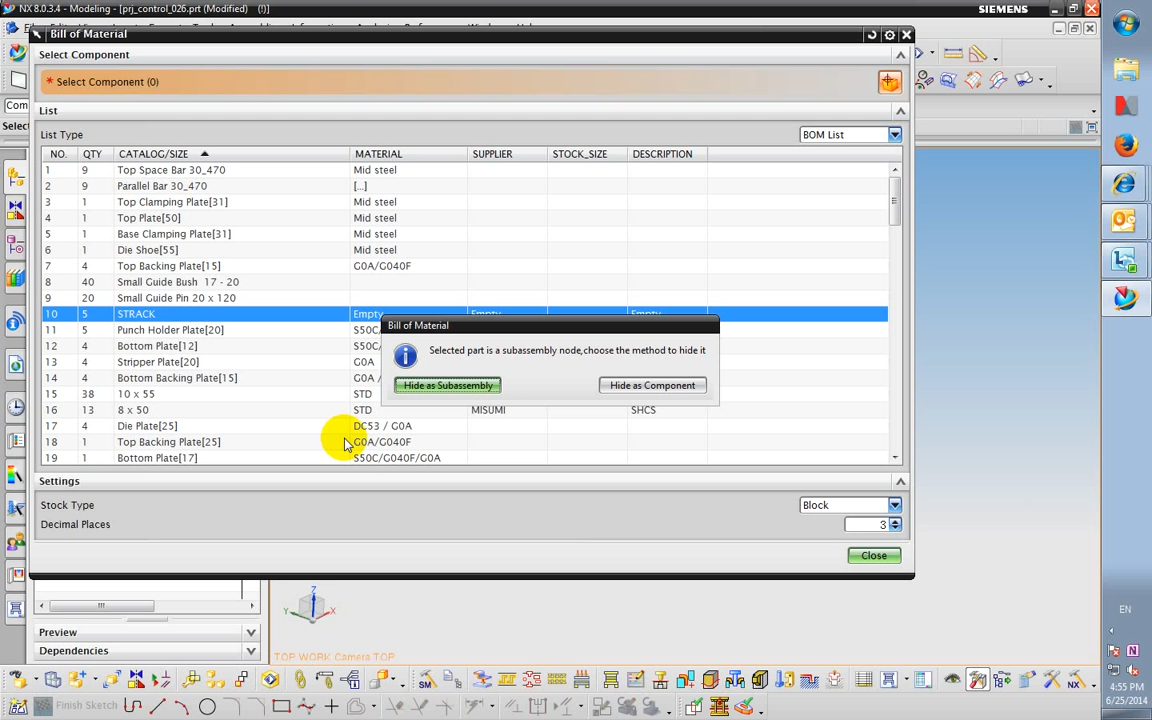 NX 8.0.3.4 - Modeling - [prj_control_026.prt (Modified) (!)]
SIEMENS
Bill of Material
Select Component
* Select Component (0)
List
List Type
BOM List
NO. QTY CATALOG/SIZE MATERIAL SUPPLIER STOCK_SIZE DESCRIPTION
1 9 Top Space Bar 30_470 Mid steel
2 9 Parallel Bar 30_470 [...]
3 1 Top Clamping Plate[31] Mid steel
4 1 Top Plate[50] Mid steel
5 1 Base Clamping Plate[31] Mid steel
6 1 Die Shoe[55] Mid steel
7 4 Top Backing Plate[15] G0A/G040F
8 40 Small Guide Bush 17 - 20
9 20 Small Guide Pin 20 x 120
10 5 STRACK Empty Empty Empty
11 5 Punch Holder Plate[20] S50C/
12 4 Bottom Plate[12] S50C/
13 4 Stripper Plate[20] G0A
14 4 Bottom Backing Plate[15] G0A /
15 38 10 x 55 STD
16 13 8 x 50 STD MISUMI SHCS
17 4 Die Plate[25] DC53 / G0A
18 1 Top Backing Plate[25] G0A/G040F
19 1 Bottom Plate[17] S50C/G040F/G0A
Bill of Material
Selected part is a subassembly node,choose the method to hide it
Hide as Subassembly
Hide as Component
Settings
Stock Type
Block
Decimal Places
3
Close
Com
Selec
Z
Y
X
Preview
Dependencies
TOP WORK Camera TOP
Finish Sketch
EN
4:55 PM
6/25/2014